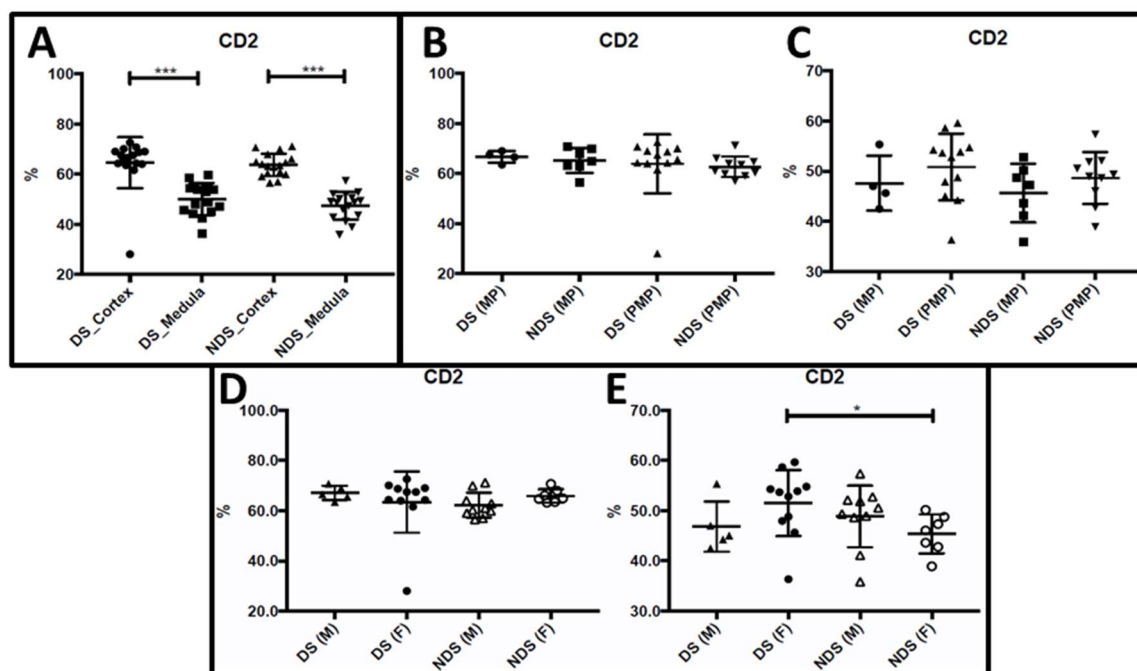 A
CD2
***
***
100
80
60
40
20
%
DS_Cortex
DS_Medula
NDS_Cortex
NDS_Medula
B
CD2
100
80
60
40
20
%
DS (MP)
NDS (MP)
DS (PMP)
NDS (PMP)
C
CD2
70
60
50
40
30
%
DS (MP)
DS (PMP)
NDS (MP)
NDS (PMP)
D
CD2
100.0
80.0
60.0
40.0
20.0
%
DS (M)
DS (F)
NDS (M)
NDS (F)
E
CD2
*
70.0
60.0
50.0
40.0
30.0
%
DS (M)
DS (F)
NDS (M)
NDS (F)